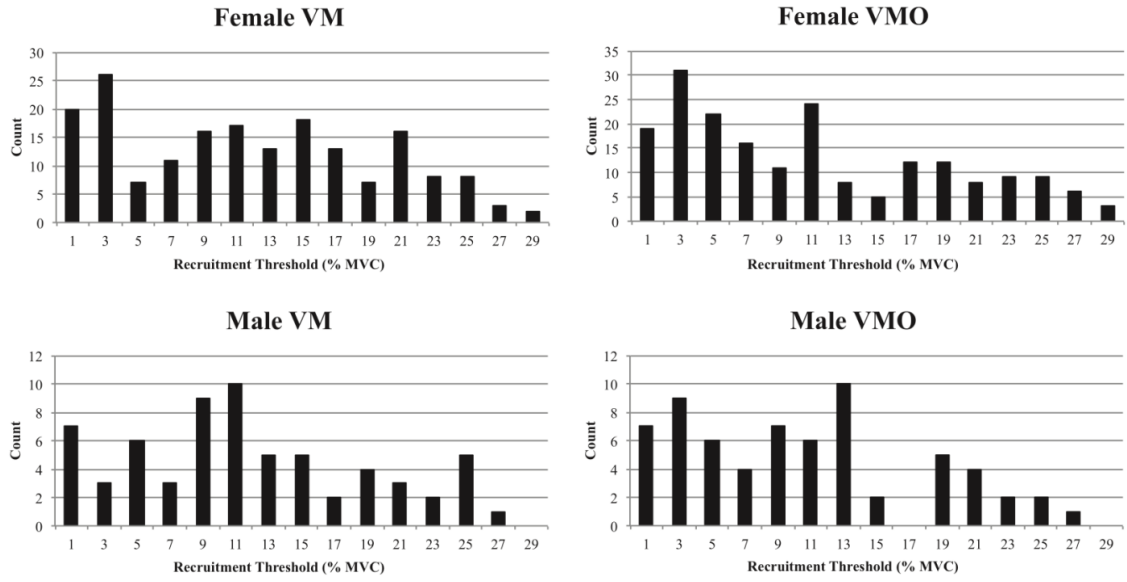 Female VM
30
25
20
15
10
5
0
Count
1 3 5 7 9 11 13 15 17 19 21 23 25 27 29
Recruitment Threshold (% MVC)
Female VMO
35
30
25
20
15
10
5
0
Count
1 3 5 7 9 11 13 15 17 19 21 23 25 27 29
Recruitment Threshold (% MVC)
Male VM
12
10
8
6
4
2
0
Count
1 3 5 7 9 11 13 15 17 19 21 23 25 27 29
Recruitment Threshold (% MVC)
Male VMO
12
10
8
6
4
2
0
Count
1 3 5 7 9 11 13 15 17 19 21 23 25 27 29
Recruitment Threshold (% MVC)